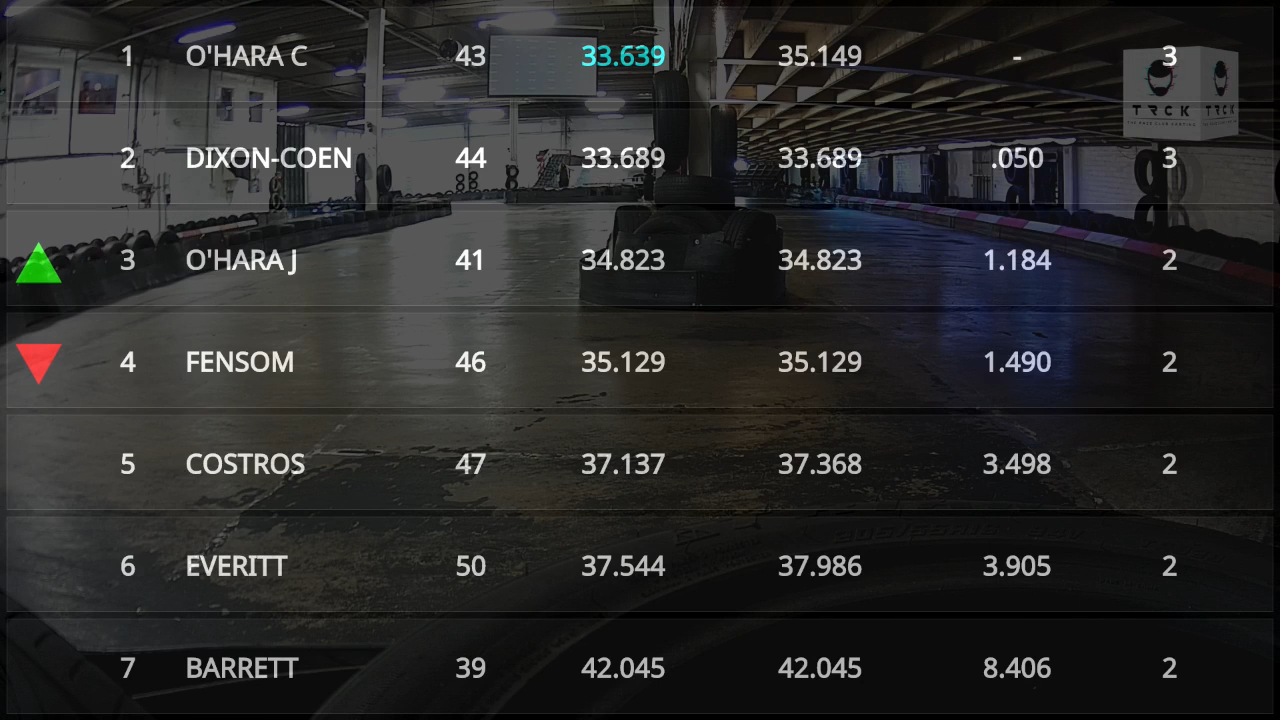 1 O'HARA C 43 33.639 35.149 - 3
TRCK TRCK
2 DIXON-COEN 44 33.689 33.689 .050 3
3 O'HARA J 41 34.823 34.823 1.184 2
4 FENSOM 46 35.129 35.129 1.490 2
5 COSTROS 47 37.137 37.368 3.498 2
6 EVERITT 50 37.544 37.986 3.905 2
7 BARRETT 39 42.045 42.045 8.406 2